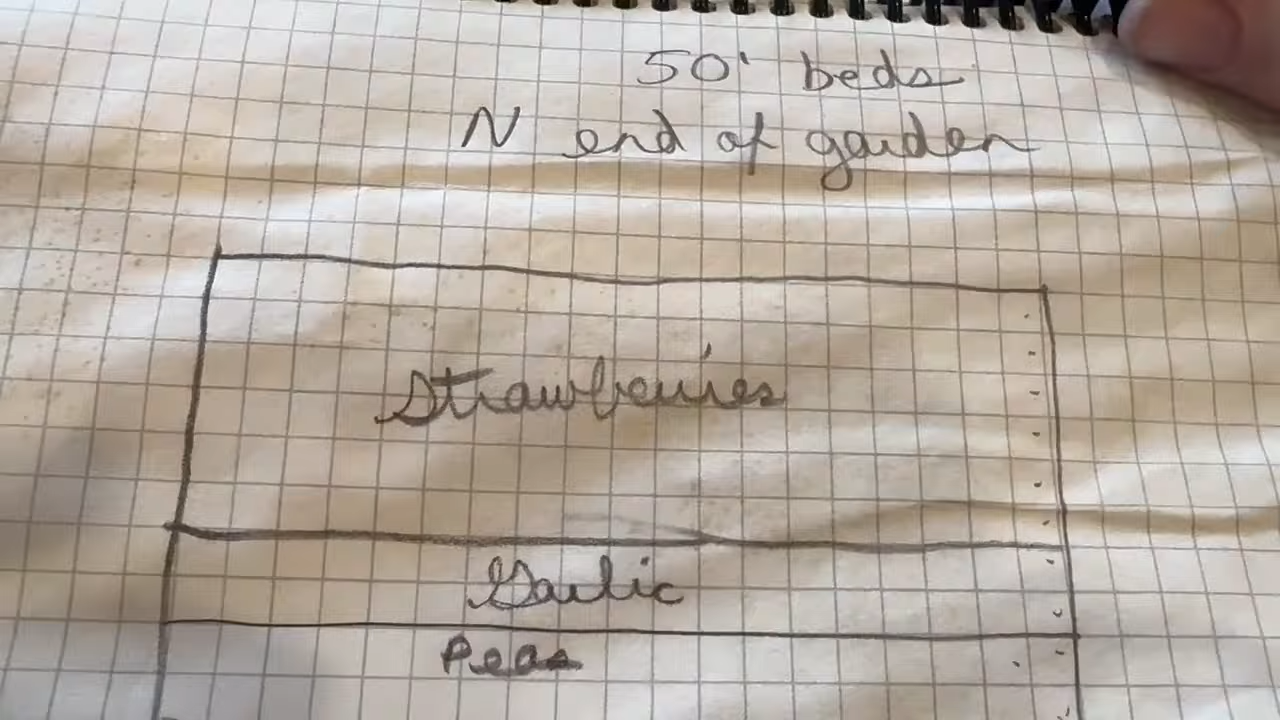 50' beds
N end of garden
Strawberries
Garlic
Peas